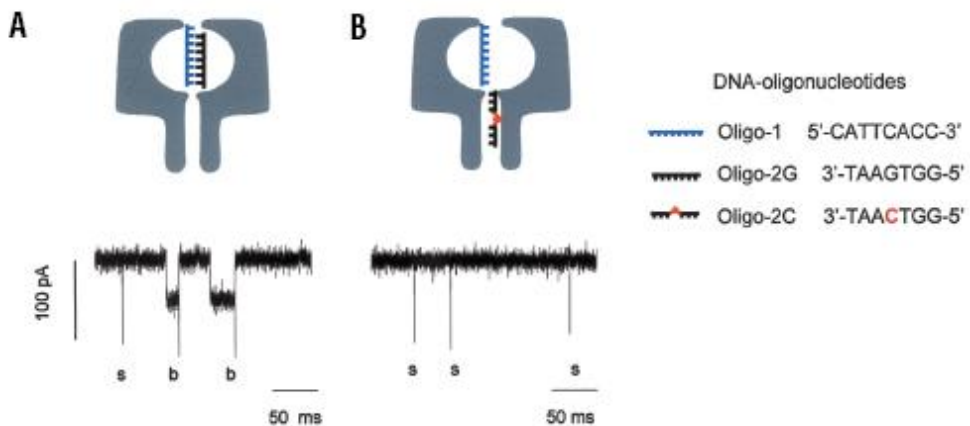 A
B
DNA-oligonucleotides
Oligo-1 5'-CATTCACC-3'
Oligo-2G 3'-TAAGTGG-5'
Oligo-2C 3'-TAACTGG-5'
100 pA
s b b
50 ms
s s s
50 ms